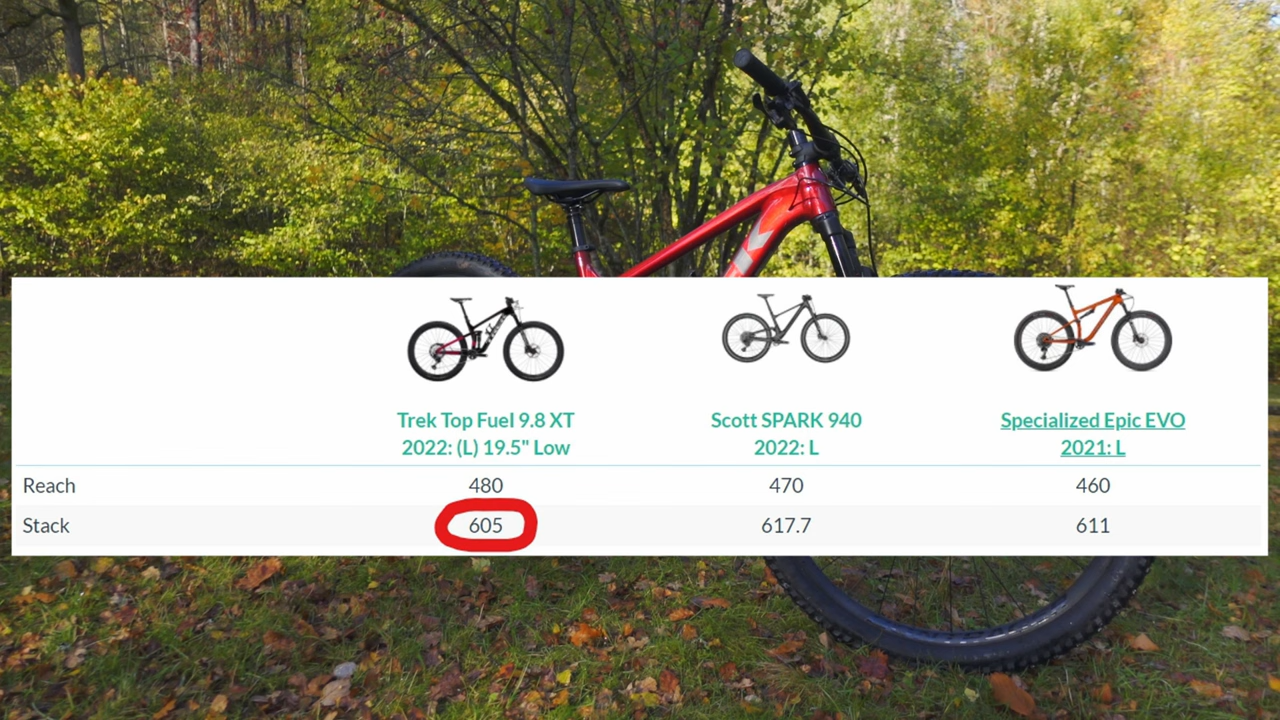 Trek Top Fuel 9.8 XT
2022: (L) 19.5" Low
Scott SPARK 940
2022: L
Specialized Epic EVO
2021: L
Reach 480 470 460
Stack 605 617.7 611